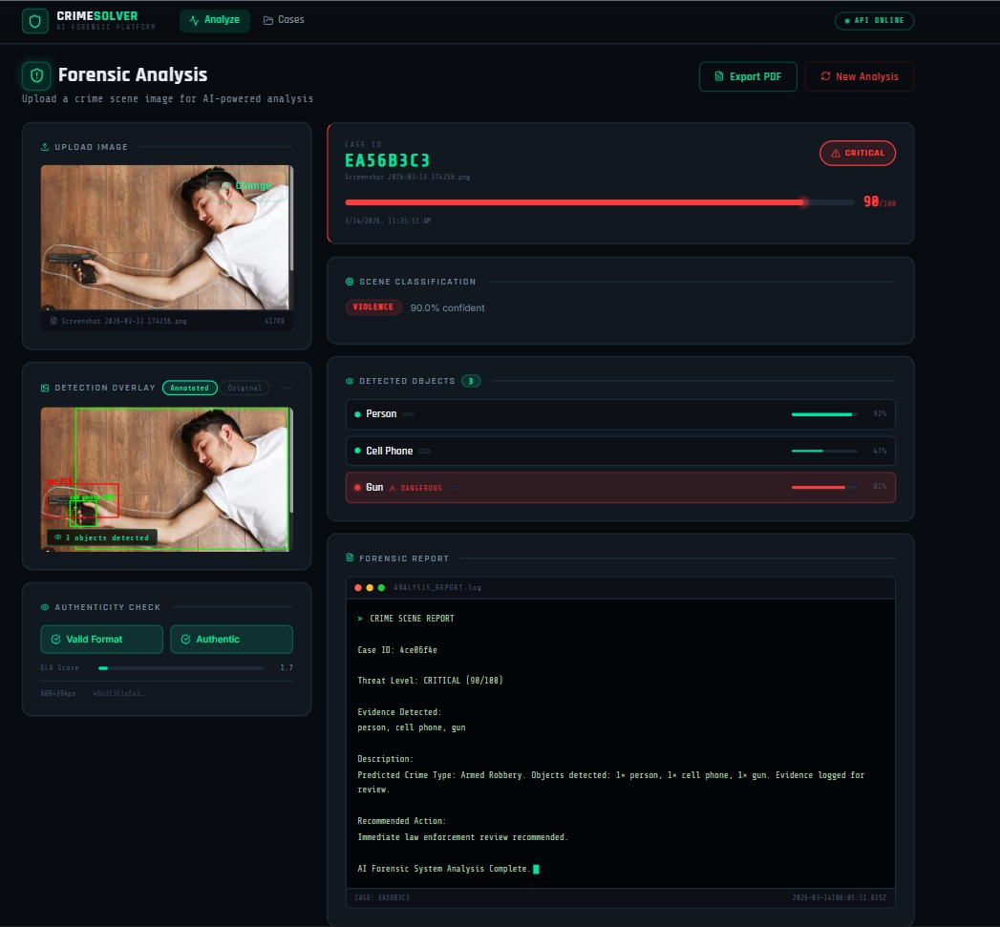 CRIMESOLVER
AI FORENSIC PLATFORM
Analyze
Cases
API ONLINE
Forensic Analysis
Upload a crime scene image for AI-powered analysis
Export PDF
New Analysis
UPLOAD IMAGE
Change
Screenshot 2026-03-13 174256.png
417KB
DETECTION OVERLAY
Annotated
Original
cell phone
3 objects detected
AUTHENTICITY CHECK
Valid Format
Authentic
ELA Score
1.7
689×394px
CASE ID
EA56B3C3
Screenshot 2026-03-13 174256.png
CRITICAL
90/100
3/14/2026, 11:35:51 AM
SCENE CLASSIFICATION
VIOLENCE
90.0% confident
DETECTED OBJECTS
3
Person
92%
Cell Phone
47%
Gun
DANGEROUS
81%
FORENSIC REPORT
ANALYSIS_REPORT.log
> CRIME SCENE REPORT
Case ID: 4ce06f4e
Threat Level: CRITICAL (90/100)
Evidence Detected:
person, cell phone, gun
Description:
Predicted Crime Type: Armed Robbery. Objects detected: 1× person, 1× cell phone, 1× gun. Evidence logged for
review.
Recommended Action:
Immediate law enforcement review recommended.
AI Forensic System Analysis Complete.
CASE: EA56B3C3
2026-03-14T06:05:51.835Z